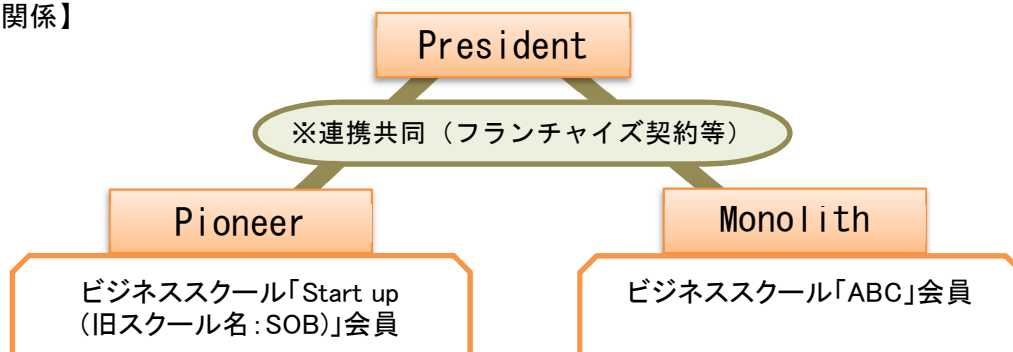 関係】
President
※連携共同（フランチャイズ契約等）
Pioneer
Monolith
ビジネススクール「Start up
（旧スクール名：SOB）」会員
ビジネススクール「ABC」会員